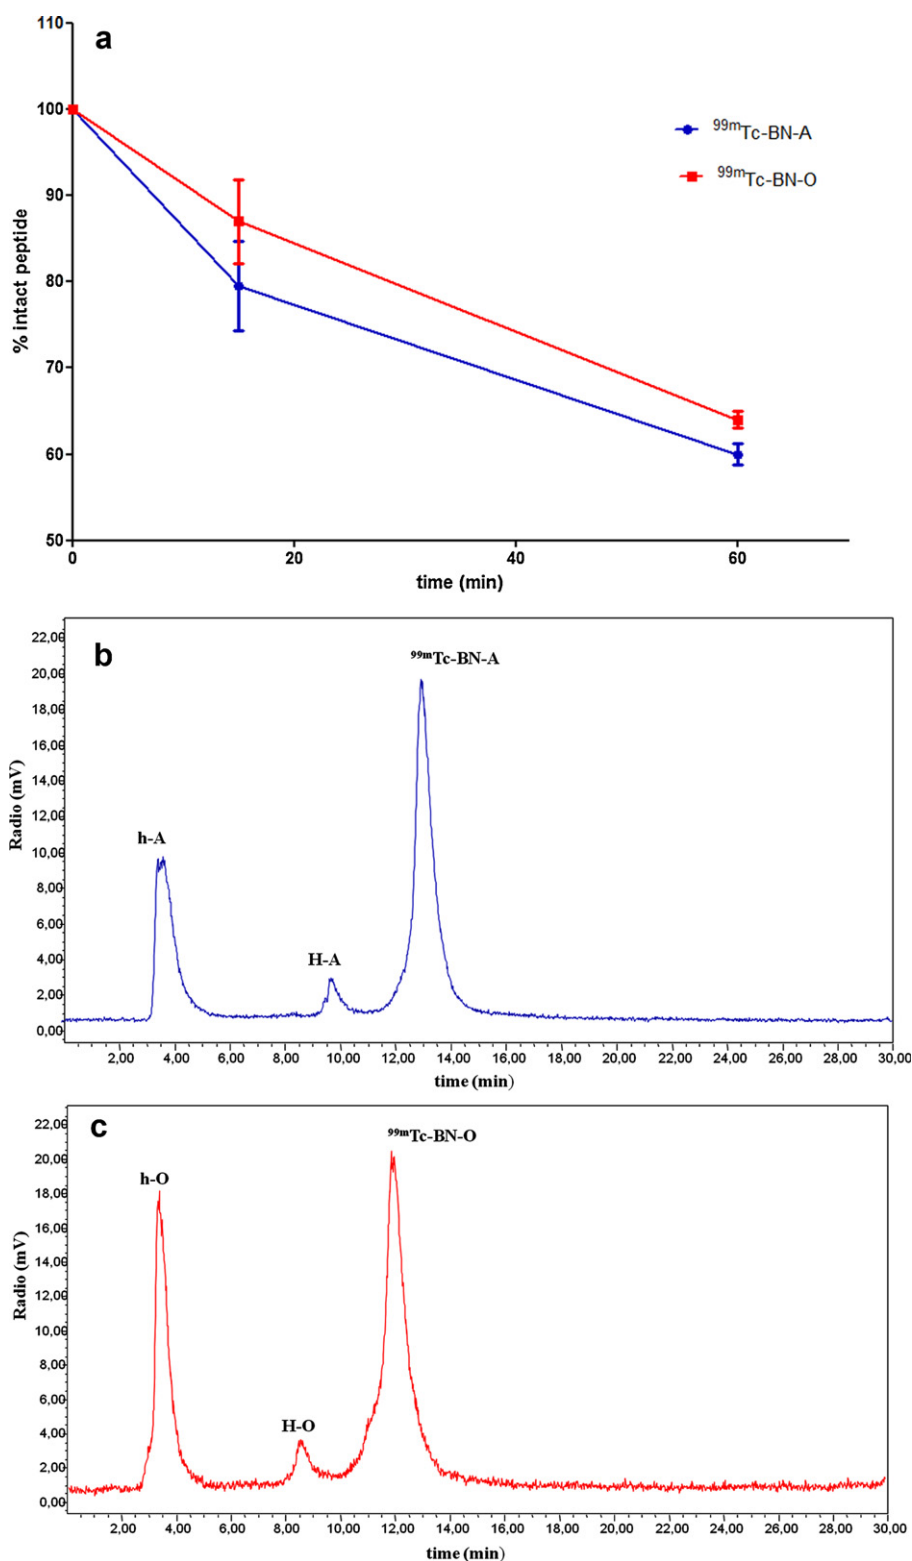 a
110
100
90
80
70
60
50
% intact peptide
0 20 40 60
time (min)
99mTc-BN-A
99mTc-BN-O
b
22,00
20,00
18,00
16,00
14,00
12,00
10,00
8,00
6,00
4,00
2,00
0,00
Radio (mV)
h-A
H-A
99mTc-BN-A
2,00 4,00 6,00 8,00 10,00 12,00 14,00 16,00 18,00 20,00 22,00 24,00 26,00 28,00 30,00
time (min)
c
22,00
20,00
18,00
16,00
14,00
12,00
10,00
8,00
6,00
4,00
2,00
0,00
Radio (mV)
h-O
H-O
99mTc-BN-O
2,00 4,00 6,00 8,00 10,00 12,00 14,00 16,00 18,00 20,00 22,00 24,00 26,00 28,00 30,00
time (min)